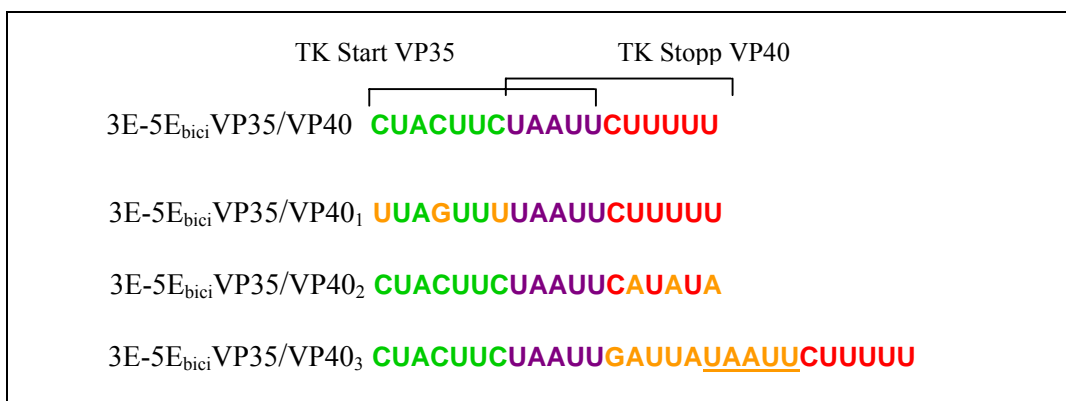 TK Start VP35 TK Stopp VP40
3E-5EbiciVP35/VP40 CUACUUCUAAUUCUUUUU
3E-5EbiciVP35/VP401 UUAGUUUUUAAUUCUUUUU
3E-5EbiciVP35/VP402 CUACUUCUAAUUCAUAUA
3E-5EbiciVP35/VP403 CUACUUCUAAUUGAUUAUAAUUCUUUUU